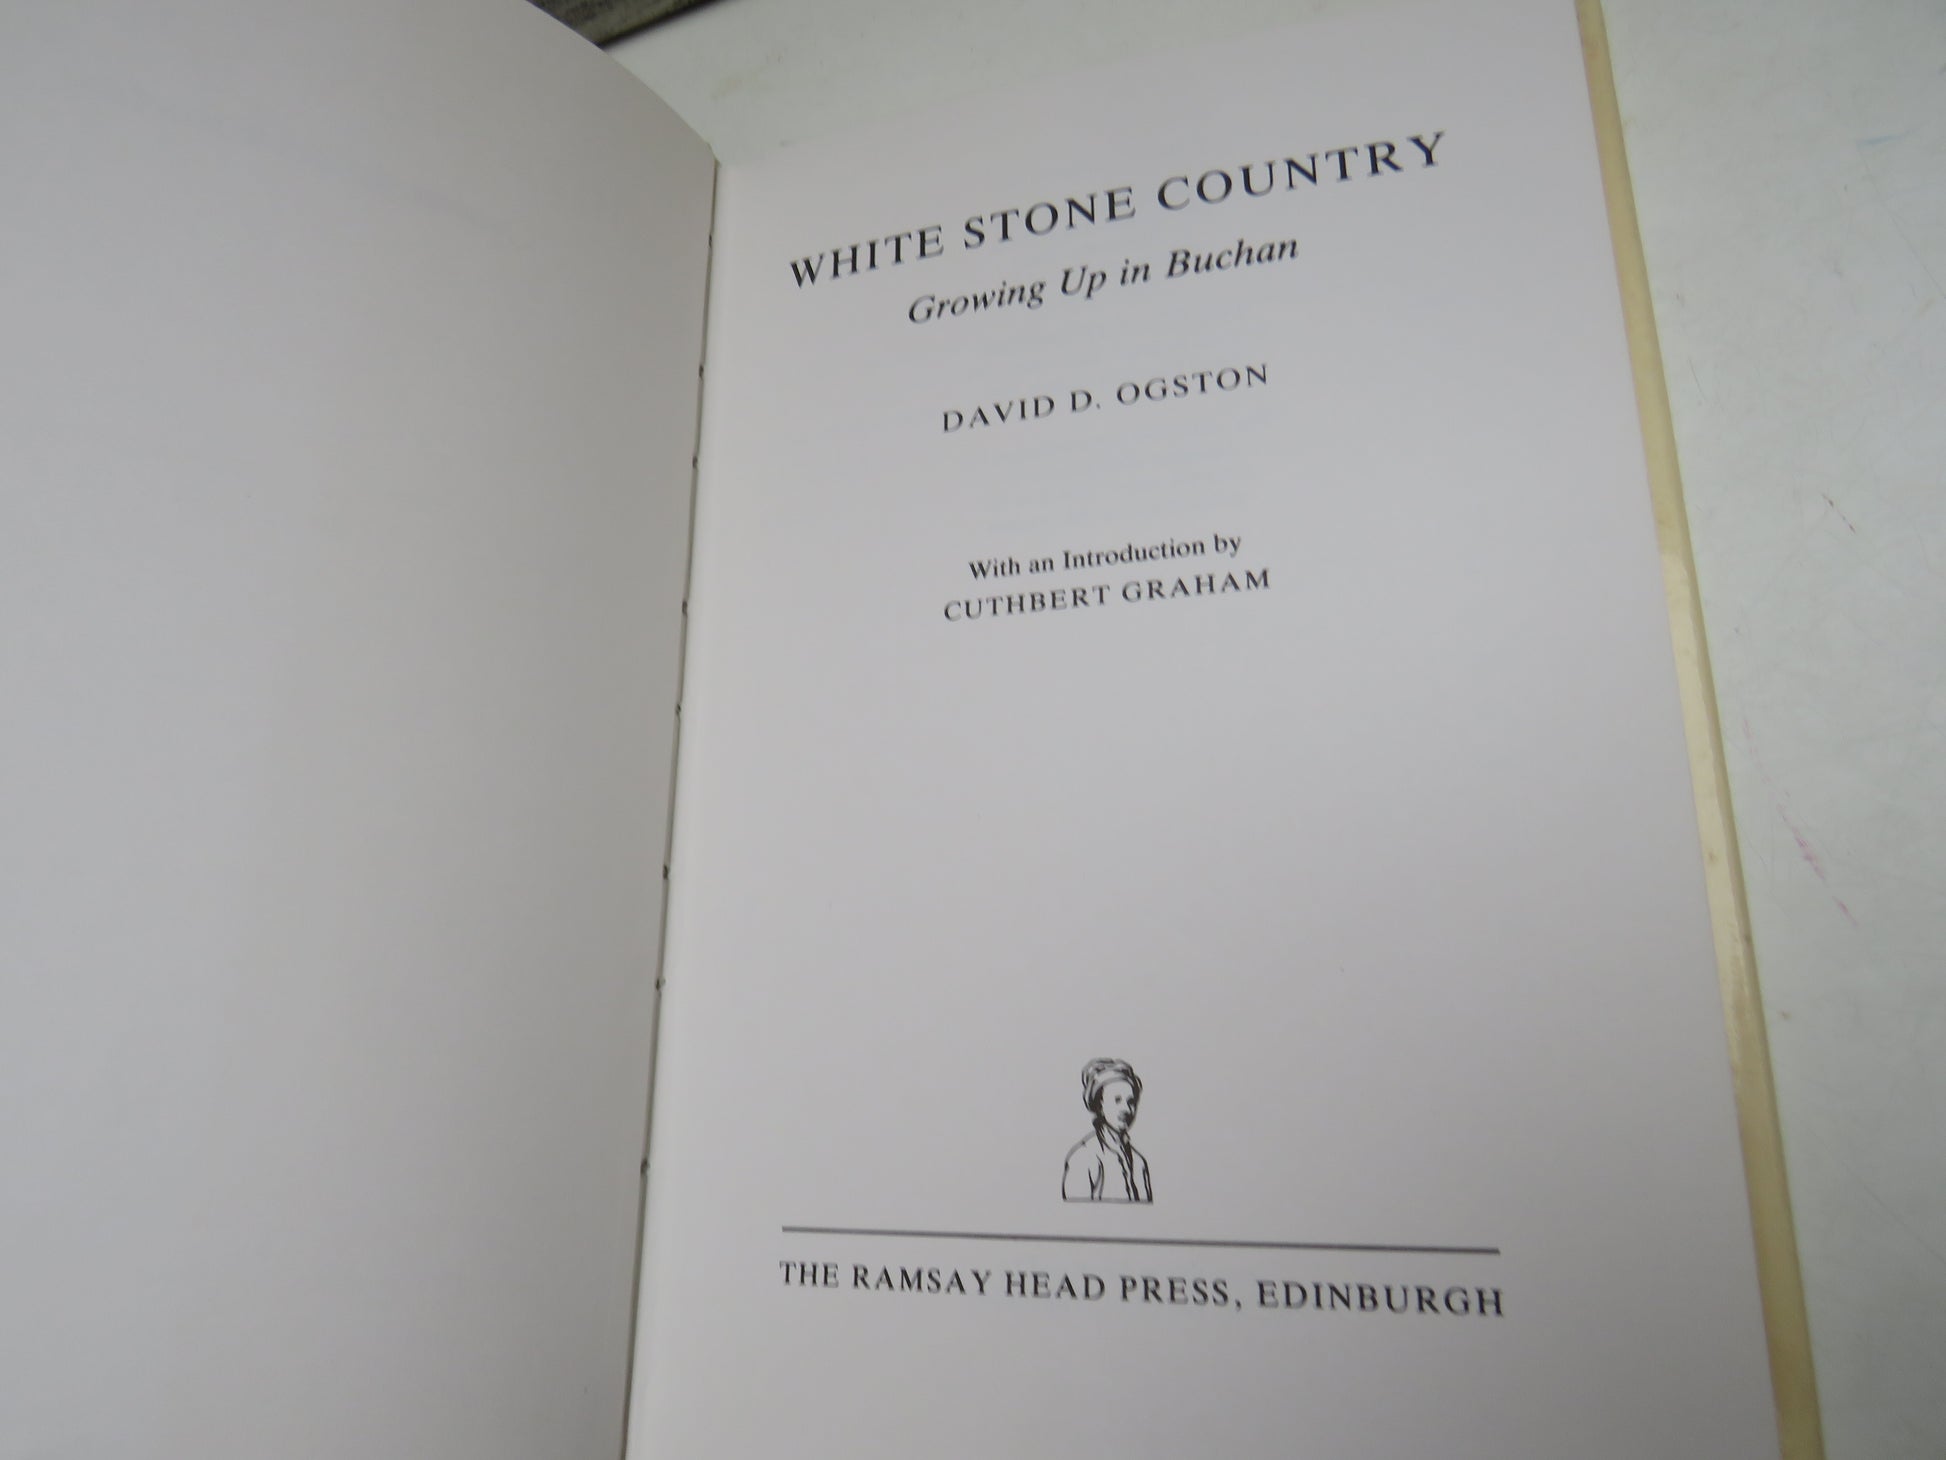 WHITE STONE COUNTRY
Growing Up in Buchan
DAVID D. OGSTON
With an Introduction by
CUTHBERT GRAHAM
THE RAMSAY HEAD PRESS, EDINBURGH